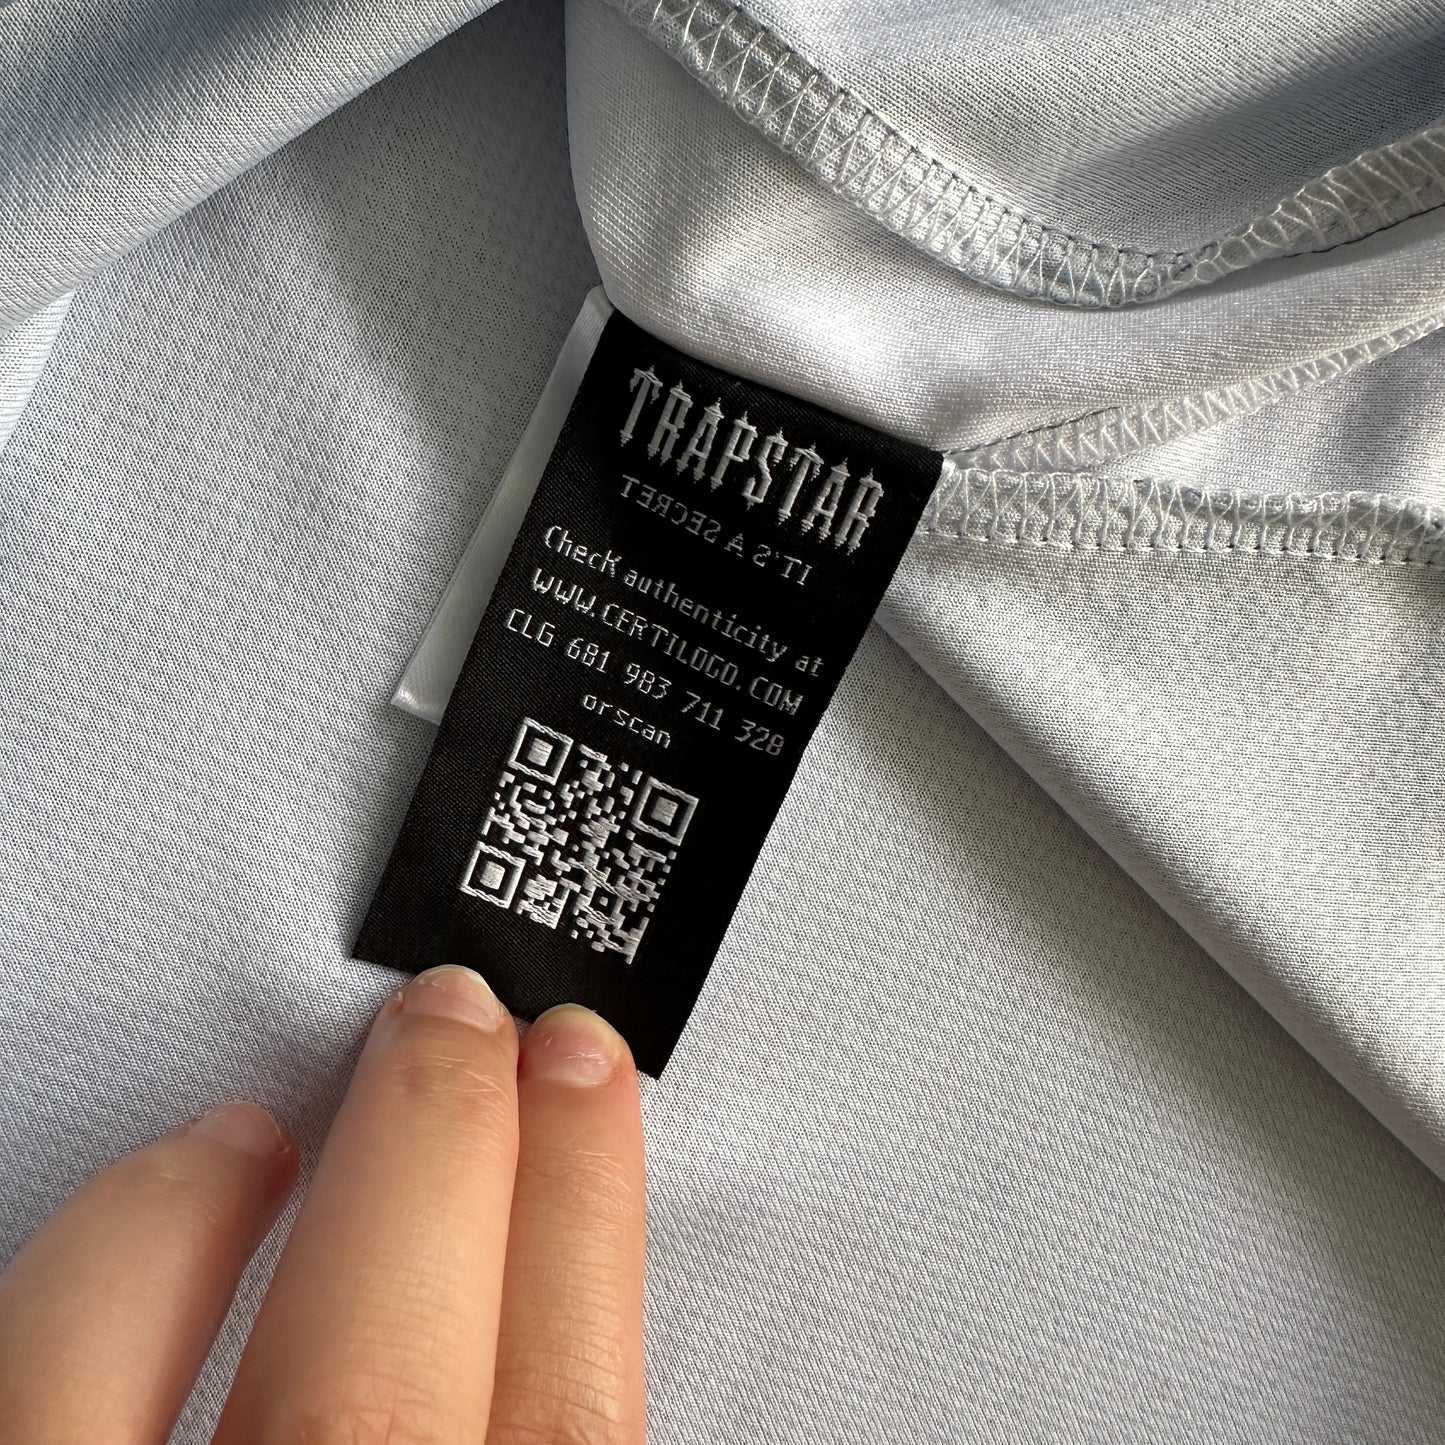 TRAPSTAR
IT'S A SECRET
Check authenticity at
WWW.CERTILOGO.COM
CLG 681 983 711 328
or scan